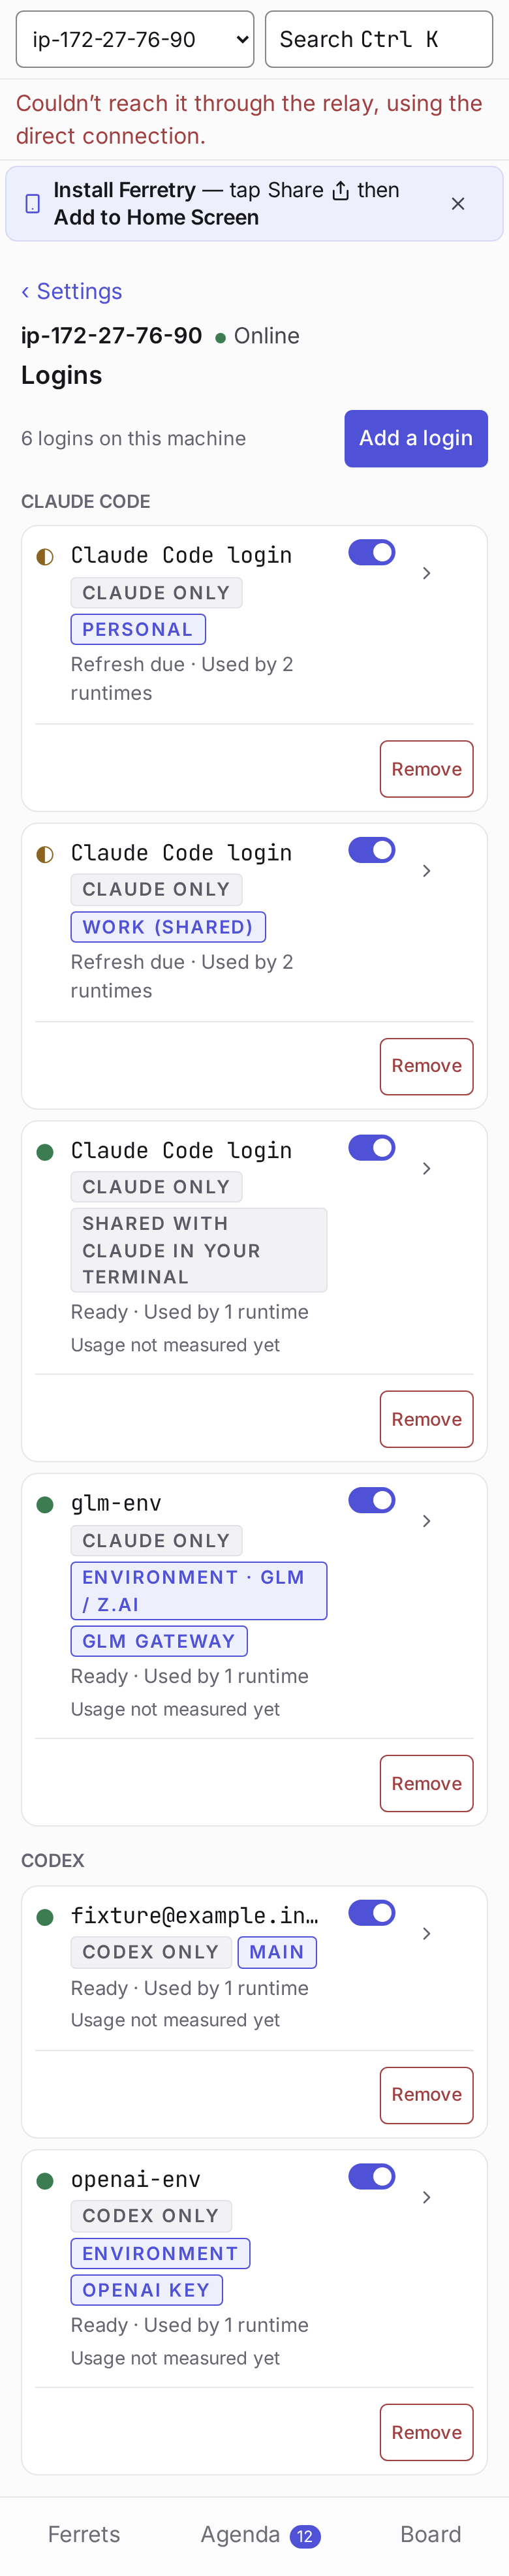 ip-172-27-76-90
Search Ctrl K
Couldn’t reach it through the relay, using the
direct connection.
Install Ferretry — tap Share then
Add to Home Screen
‹ Settings
ip-172-27-76-90 Online
Logins
6 logins on this machine
Add a login
CLAUDE CODE
Claude Code login
CLAUDE ONLY
PERSONAL
Refresh due · Used by 2
runtimes
Remove
Claude Code login
CLAUDE ONLY
WORK (SHARED)
Refresh due · Used by 2
runtimes
Remove
Claude Code login
CLAUDE ONLY
SHARED WITH
CLAUDE IN YOUR
TERMINAL
Ready · Used by 1 runtime
Usage not measured yet
Remove
glm-env
CLAUDE ONLY
ENVIRONMENT · GLM
/ Z.AI
GLM GATEWAY
Ready · Used by 1 runtime
Usage not measured yet
Remove
CODEX
fixture@example.in…
CODEX ONLY MAIN
Ready · Used by 1 runtime
Usage not measured yet
Remove
openai-env
CODEX ONLY
ENVIRONMENT
OPENAI KEY
Ready · Used by 1 runtime
Usage not measured yet
Remove
Ferrets
Agenda 12
Board